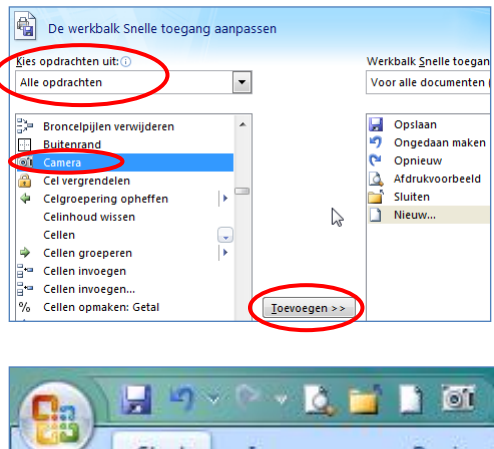 De werkbalk Snelle toegang aanpassen
Kies opdrachten uit:
Alle opdrachten
Broncelpijlen verwijderen
Buitenrand
Camera
Cel vergrendelen
Celgroepering opheffen
Celinhoud wissen
Cellen
Cellen groeperen
Cellen invoegen
Cellen invoegen...
% Cellen opmaken: Getal
Toevoegen >>
Werkbalk Snelle toegan
Voor alle documenten (
Opslaan
Ongedaan maken
Opnieuw
Afdrukvoorbeeld
Sluiten
Nieuw...